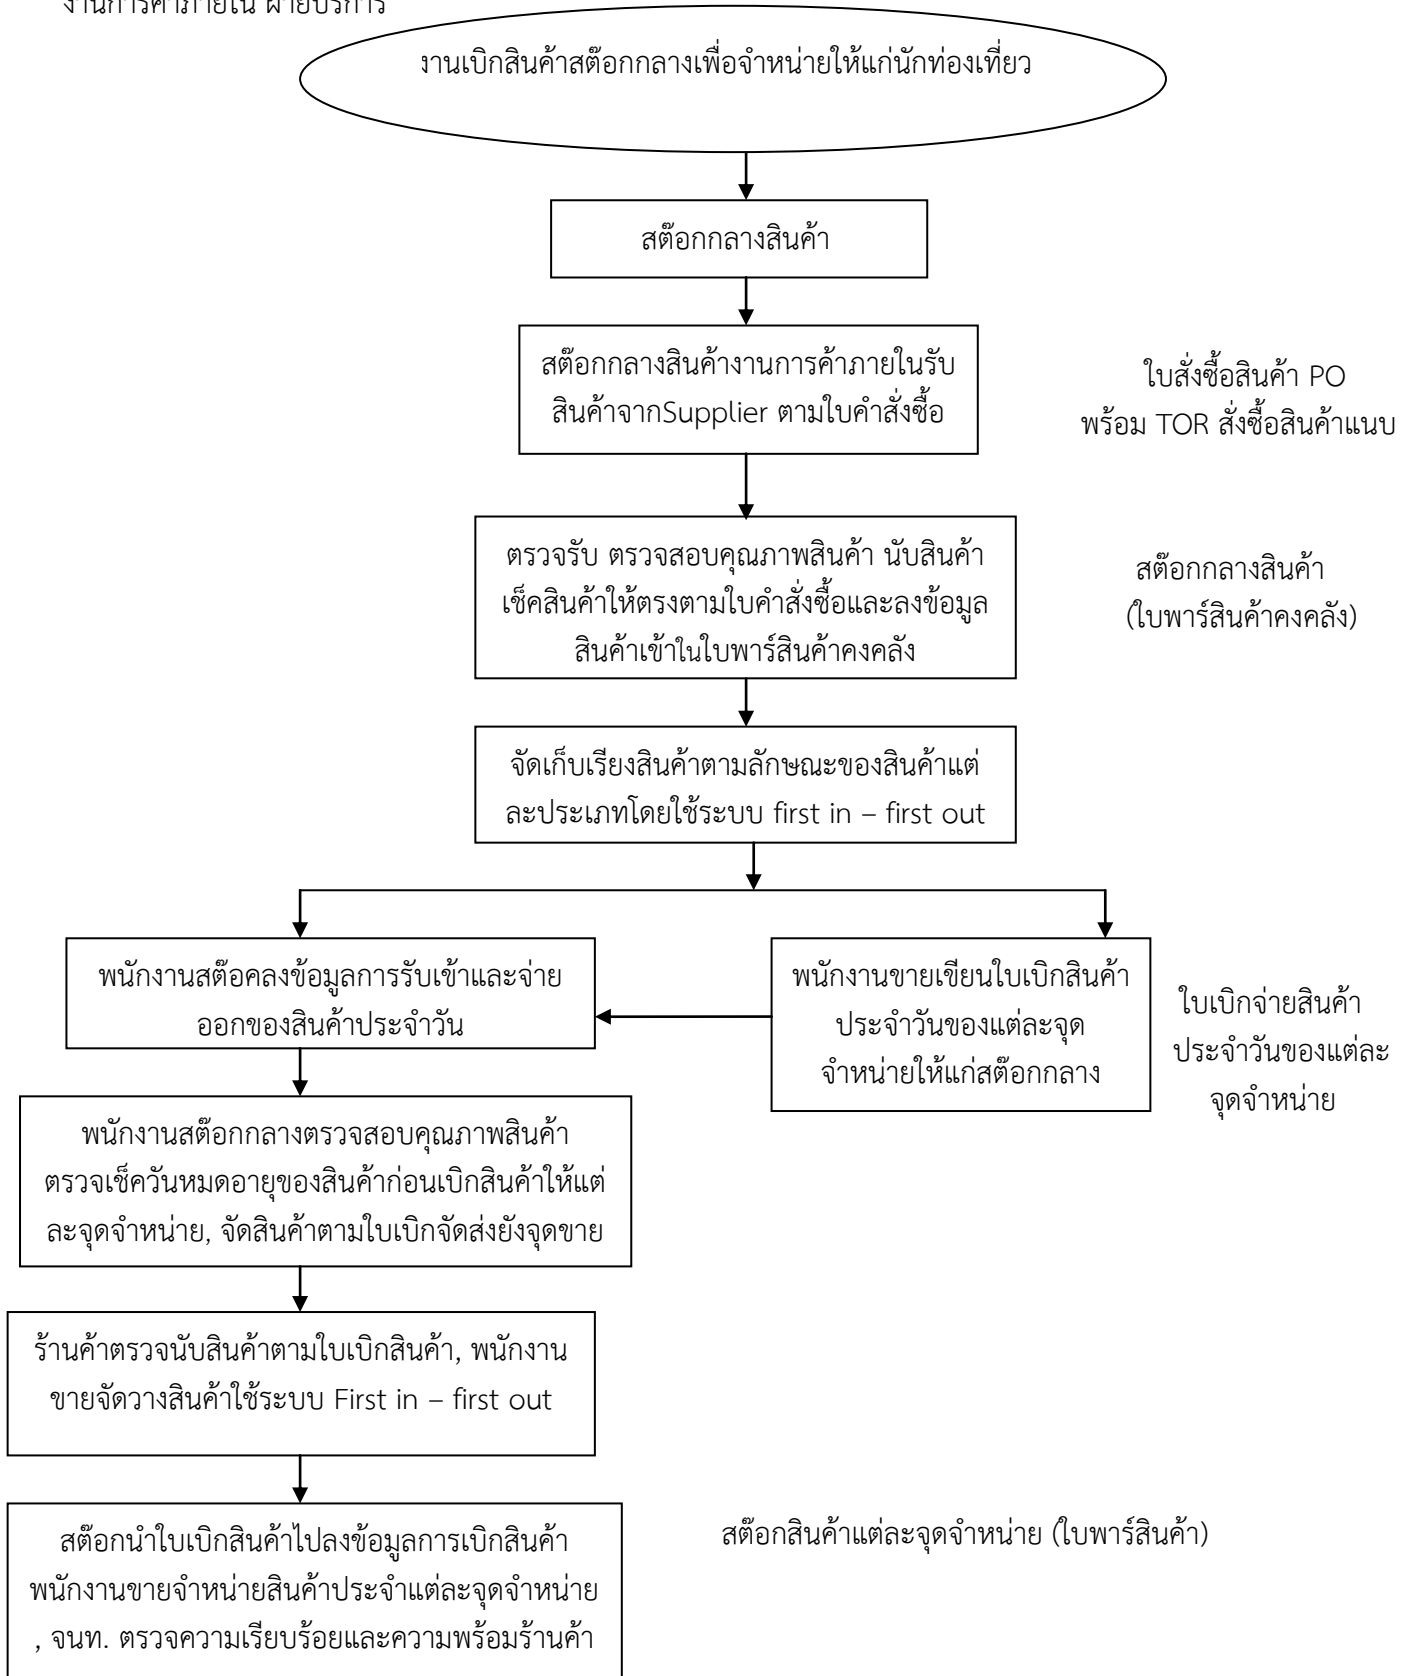 งานการค้าภายใน ฝ่ายบริการ
งานเบิกสินค้าสต๊อกกลางเพื่อจำหน่ายให้แก่นักท่องเที่ยว
สต๊อกกลางสินค้า
สต๊อกกลางสินค้างานการค้าภายในรับ
สินค้าจากSupplier ตามใบคำสั่งซื้อ
ใบสั่งซื้อสินค้า PO
พร้อม TOR สั่งซื้อสินค้าแนบ
ตรวจรับ ตรวจสอบคุณภาพสินค้า นับสินค้า
เช็คสินค้าให้ตรงตามใบคำสั่งซื้อและลงข้อมูล
สินค้าเข้าในใบพาร์สินค้าคงคลัง
สต๊อกกลางสินค้า
(ใบพาร์สินค้าคงคลัง)
จัดเก็บเรียงสินค้าตามลักษณะของสินค้าแต่
ละประเภทโดยใช้ระบบ first in – first out
พนักงานสต๊อคลงข้อมูลการรับเข้าและจ่าย
ออกของสินค้าประจำวัน
พนักงานขายเขียนใบเบิกสินค้า
ประจำวันของแต่ละจุด
จำหน่ายให้แก่สต๊อกกลาง
ใบเบิกจ่ายสินค้า
ประจำวันของแต่ละ
จุดจำหน่าย
พนักงานสต๊อกกลางตรวจสอบคุณภาพสินค้า
ตรวจเช็ควันหมดอายุของสินค้าก่อนเบิกสินค้าให้แต่
ละจุดจำหน่าย, จัดสินค้าตามใบเบิกจัดส่งยังจุดขาย
ร้านค้าตรวจนับสินค้าตามใบเบิกสินค้า, พนักงาน
ขายจัดวางสินค้าใช้ระบบ First in – first out
สต๊อกนำใบเบิกสินค้าไปลงข้อมูลการเบิกสินค้า
พนักงานขายจำหน่ายสินค้าประจำแต่ละจุดจำหน่าย
, จนท. ตรวจความเรียบร้อยและความพร้อมร้านค้า
สต๊อกสินค้าแต่ละจุดจำหน่าย (ใบพาร์สินค้า)